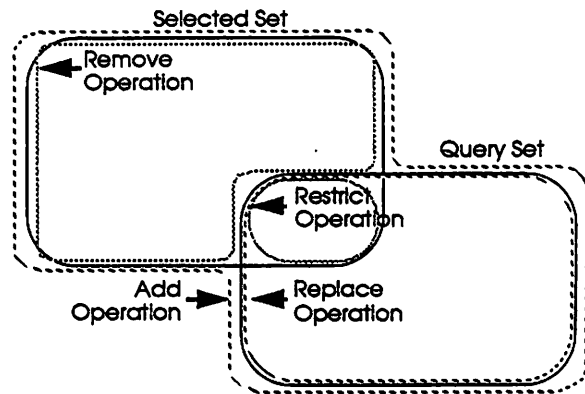 Selected Set
Remove
Operation
Query Set
Restrict
Operation
Add
Operation
Replace
Operation